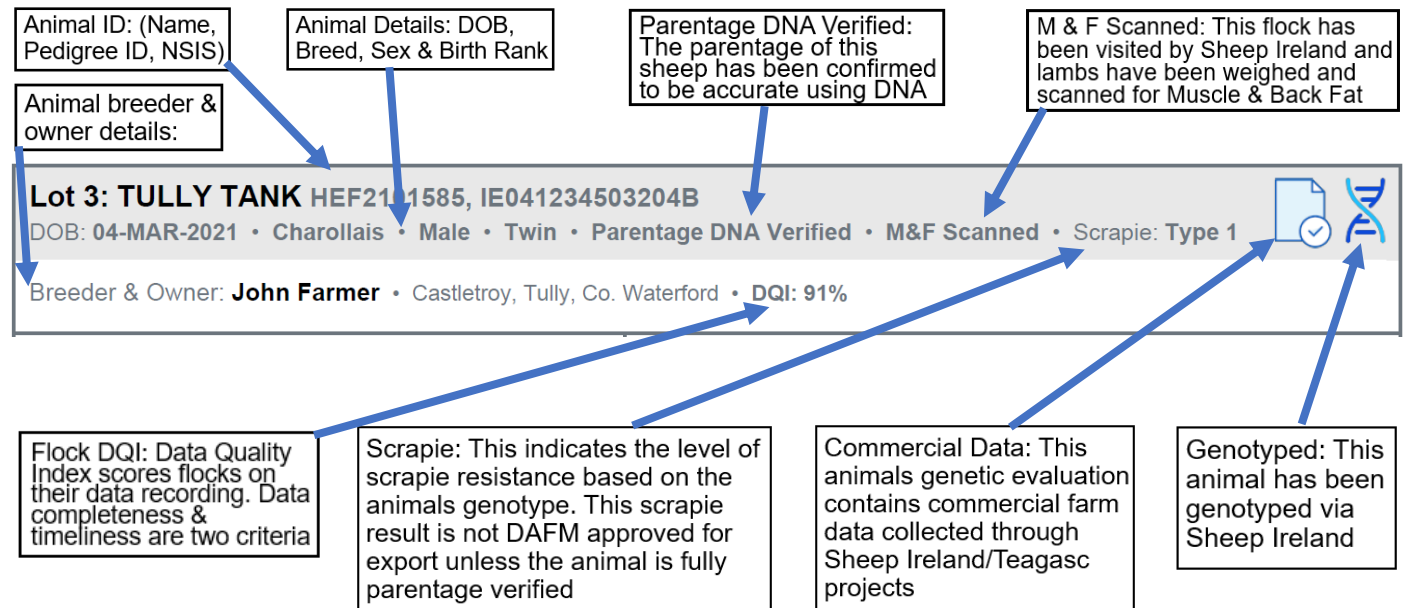 Animal ID: (Name,
Pedigree ID, NSIS)
Animal Details: DOB,
Breed, Sex & Birth Rank
Parentage DNA Verified:
The parentage of this
sheep has been confirmed
to be accurate using DNA
M & F Scanned: This flock has
been visited by Sheep Ireland and
lambs have been weighed and
scanned for Muscle & Back Fat
Animal breeder &
owner details:
Lot 3: TULLY TANK HEF2101585, IE041234503204B
DOB: 04-MAR-2021 • Charollais • Male • Twin • Parentage DNA Verified • M&F Scanned • Scrapie: Type 1
Breeder & Owner: John Farmer • Castletroy, Tully, Co. Waterford • DQI: 91%
Flock DQI: Data Quality
Index scores flocks on
their data recording. Data
completeness &
timeliness are two criteria
Scrapie: This indicates the level of
scrapie resistance based on the
animals genotype. This scrapie
result is not DAFM approved for
export unless the animal is fully
parentage verified
Commercial Data: This
animals genetic evaluation
contains commercial farm
data collected through
Sheep Ireland/Teagasc
projects
Genotyped: This
animal has been
genotyped via
Sheep Ireland